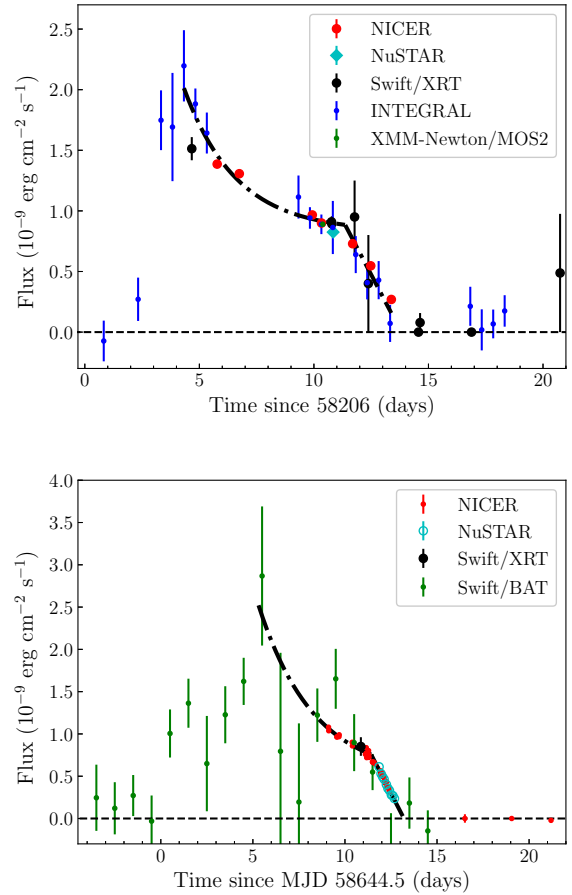 2.5
2.0
1.5
1.0
0.5
0.0
Flux (10⁻⁹ erg cm⁻² s⁻¹)
NICER
NuSTAR
Swift/XRT
INTEGRAL
XMM-Newton/MOS2
0 5 10 15 20
Time since 58206 (days)
4.0
3.5
3.0
2.5
2.0
1.5
1.0
0.5
0.0
Flux (10⁻⁹ erg cm⁻² s⁻¹)
NICER
NuSTAR
Swift/XRT
Swift/BAT
0 5 10 15 20
Time since MJD 58644.5 (days)